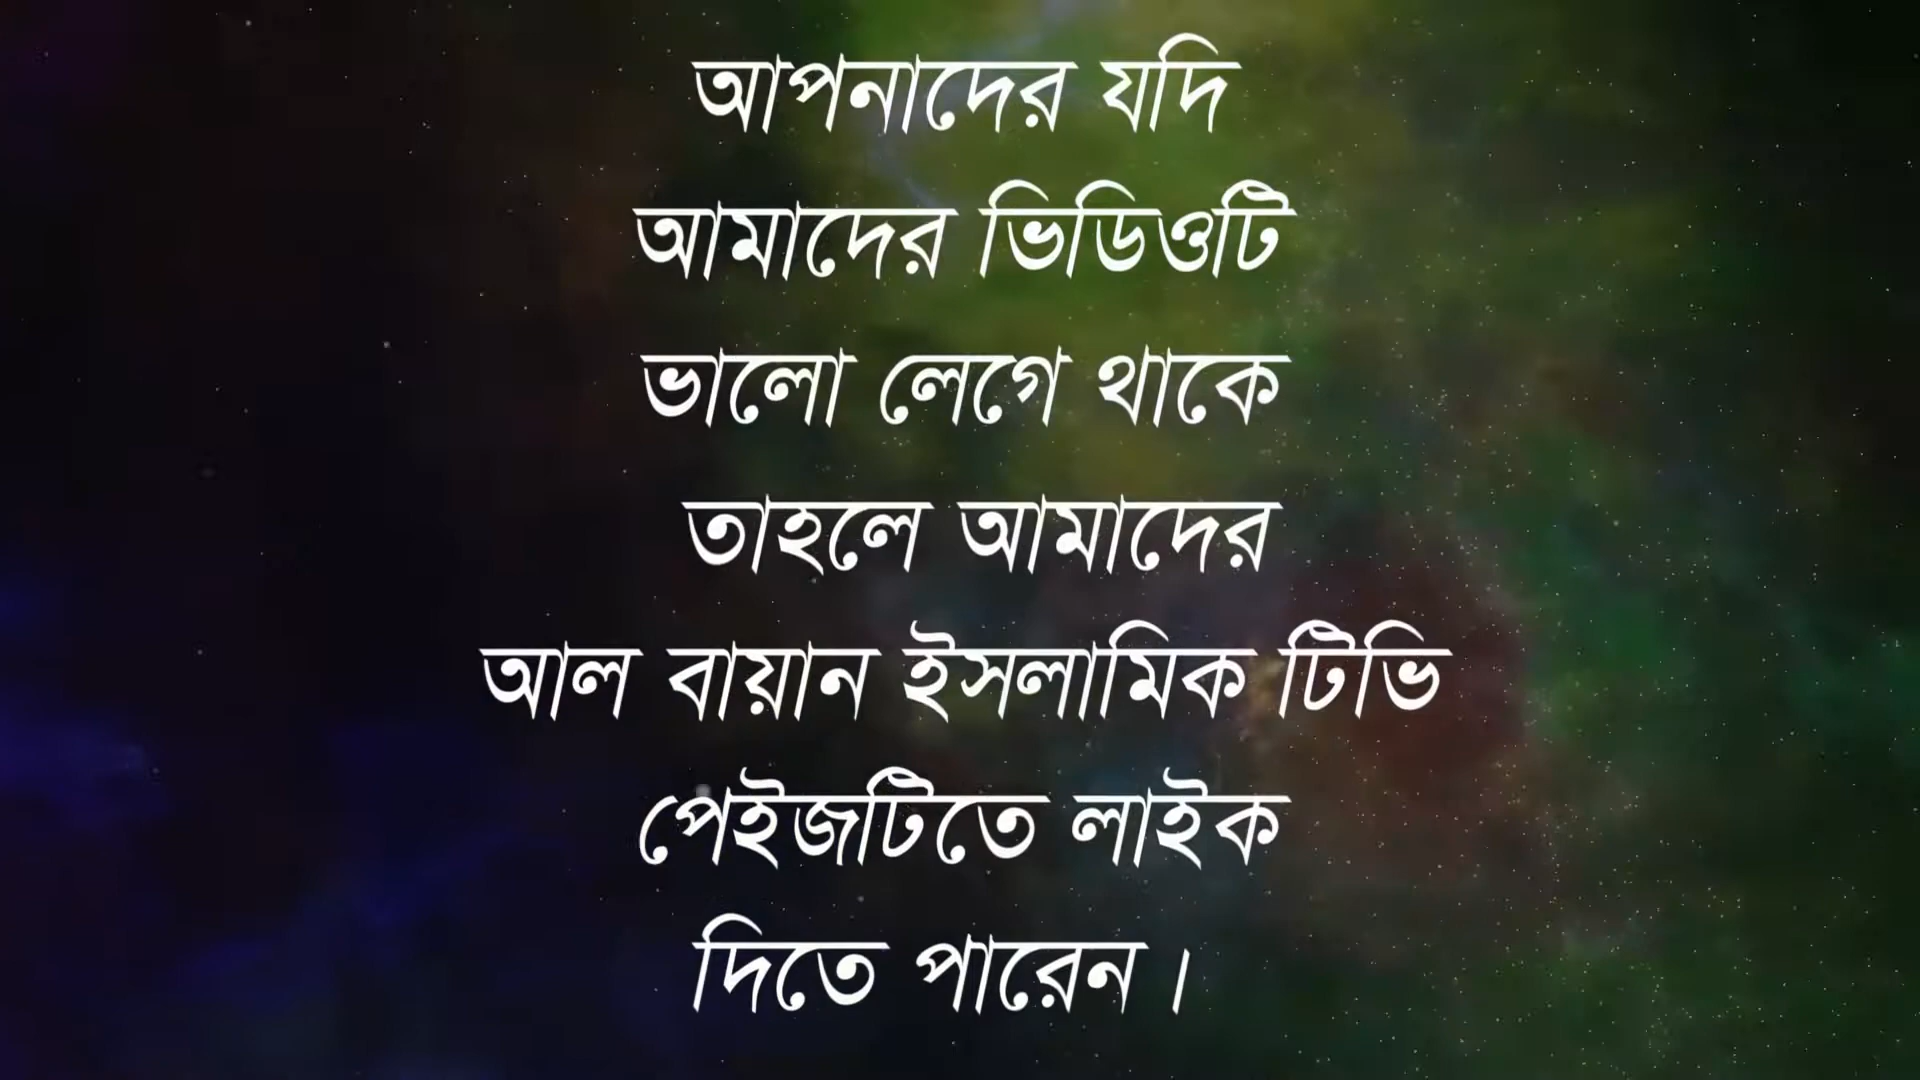 আপনাদের যদি
আমাদের ভিডিওটি
ভালো লেগে থাকে
তাহলে আমাদের
আল বায়ান ইসলামিক টিভি
পেইজটিতে লাইক
দিতে পারেন ।